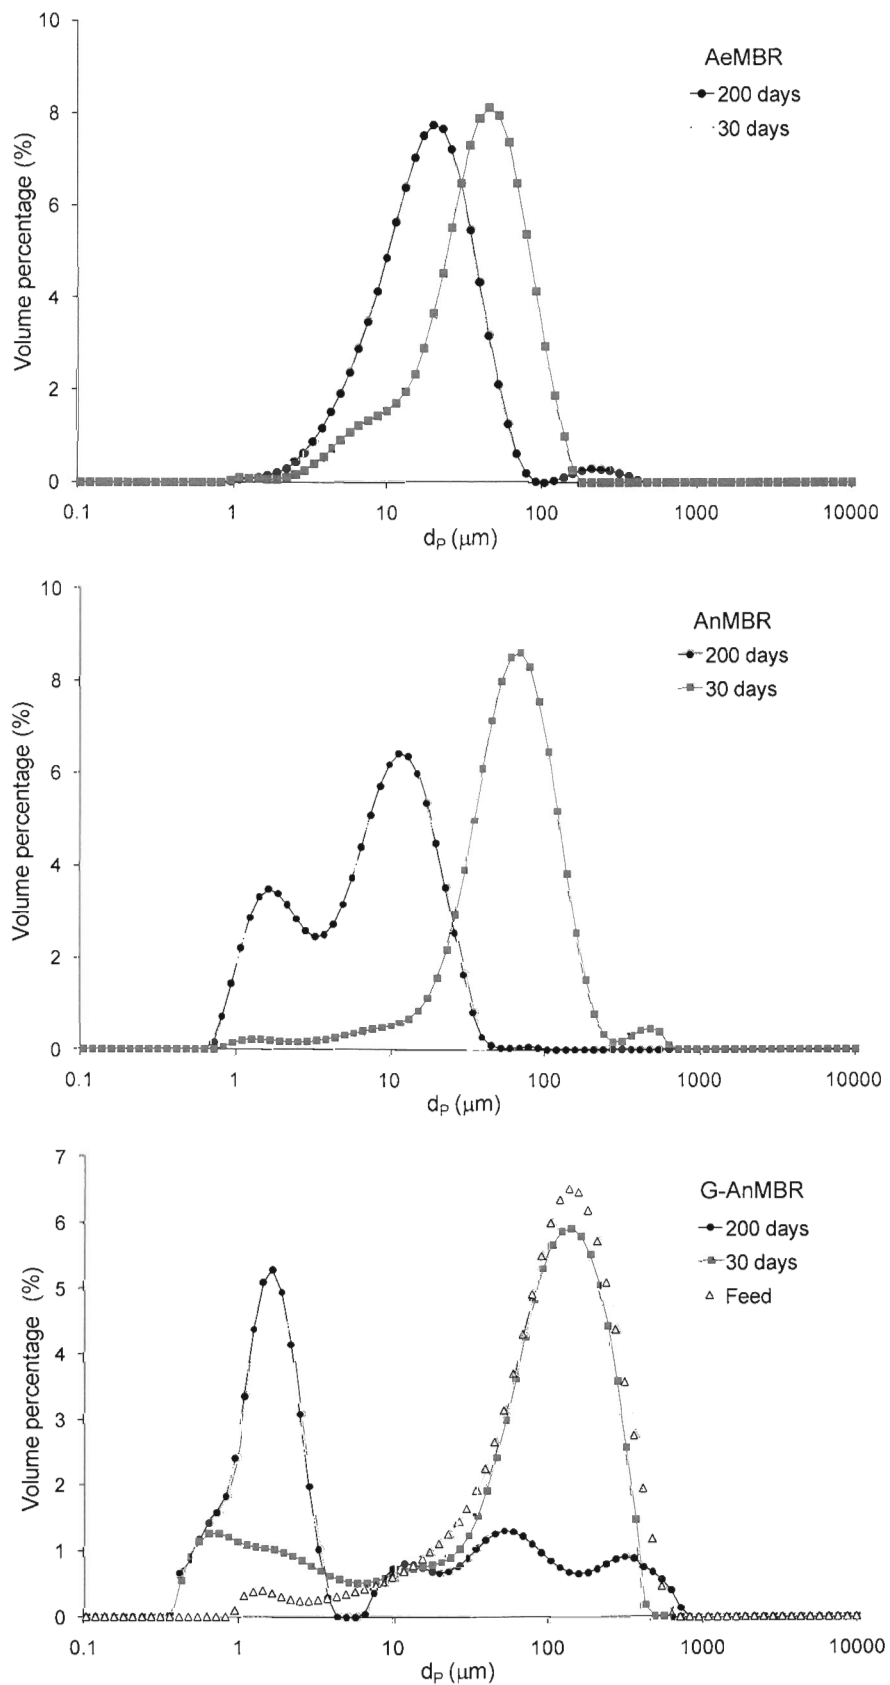 10
8
6
4
2
0
Volume percentage (%)
AeMBR
200 days
30 days
0.1 1 10 100 1000 10000
dP (μm)
10
8
6
4
2
0
Volume percentage (%)
AnMBR
200 days
30 days
0.1 1 10 100 1000 10000
dP (μm)
7
6
5
4
3
2
1
0
Volume percentage (%)
G-AnMBR
200 days
30 days
Feed
0.1 1 10 100 1000 10000
dP (μm)